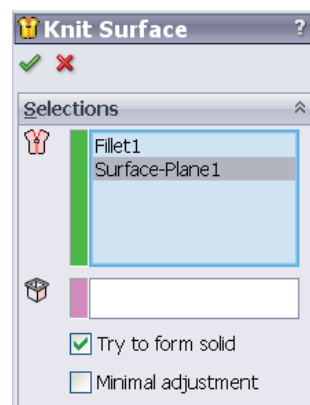 Knit Surface ?
Selections
Fillet1
Surface-Plane1
Try to form solid
Minimal adjustment